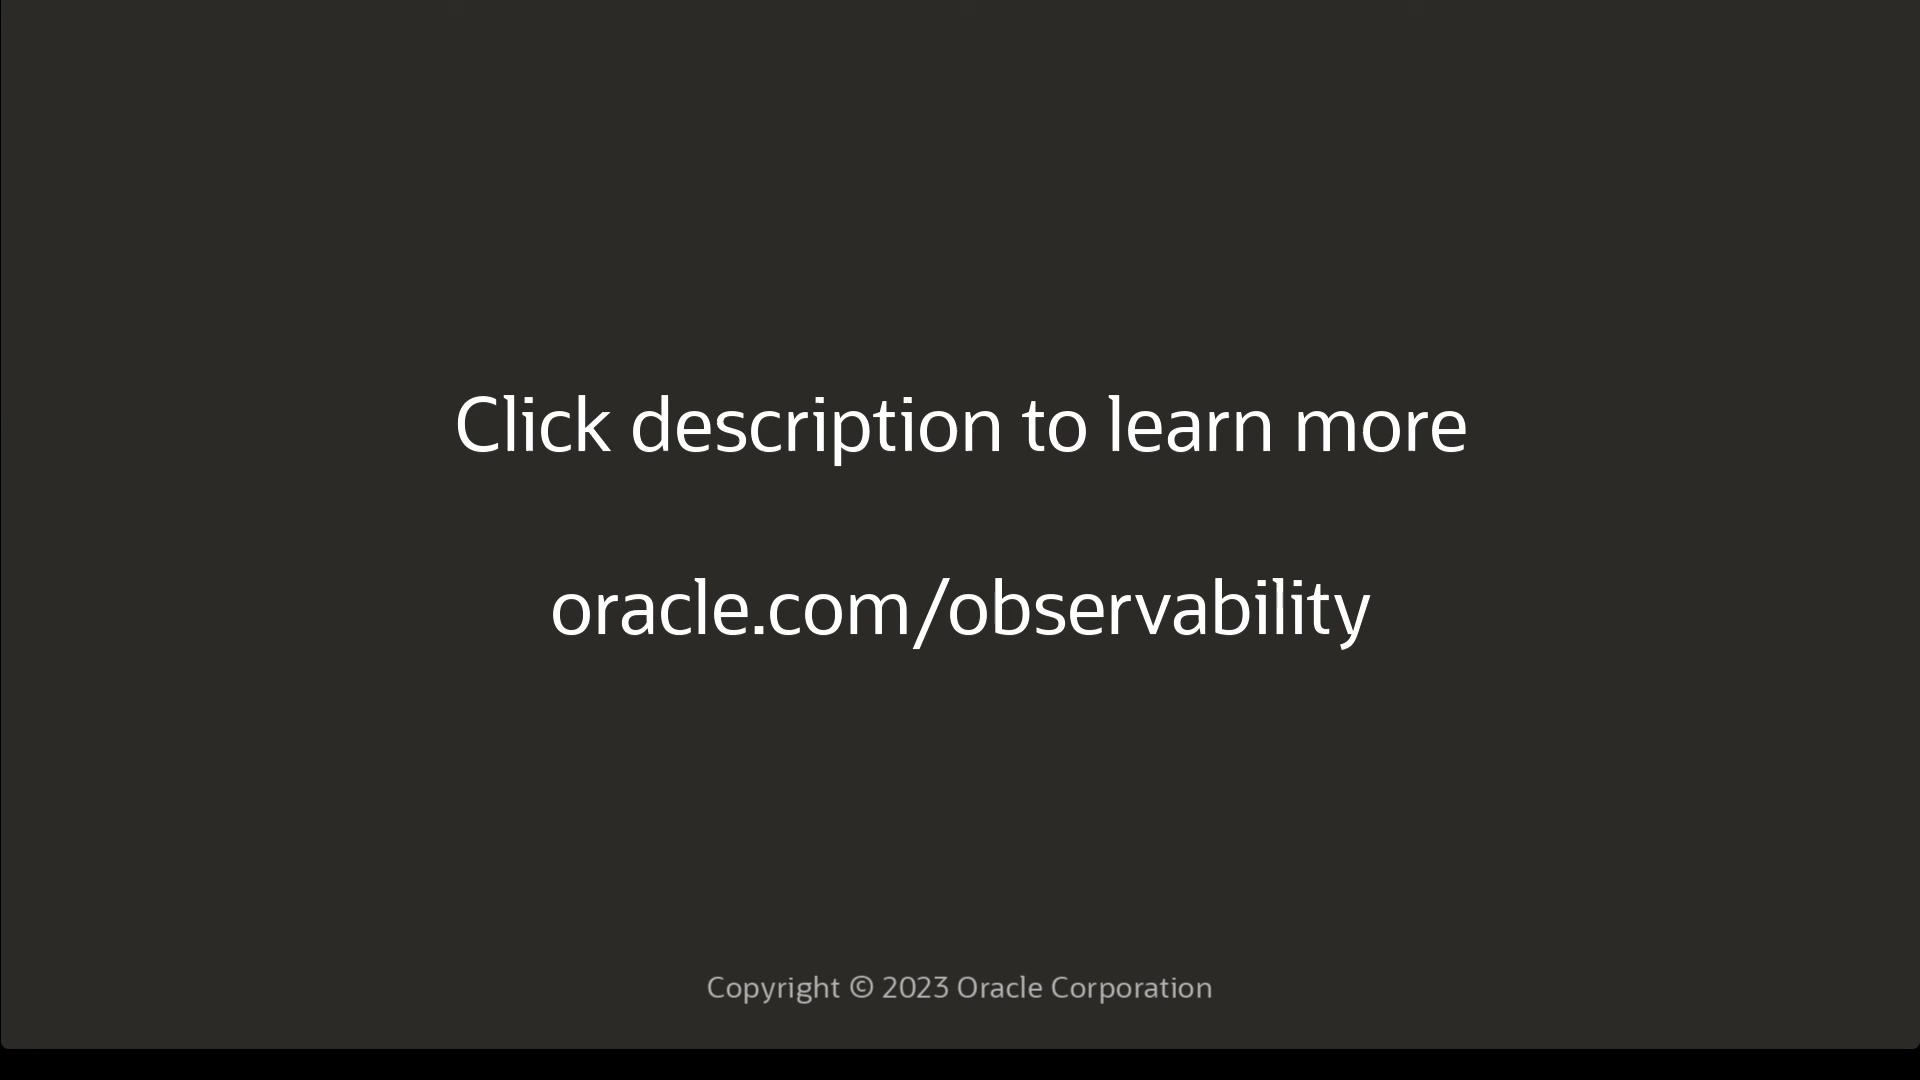 Click description to learn more
oracle.com/observability
Copyright © 2023 Oracle Corporation